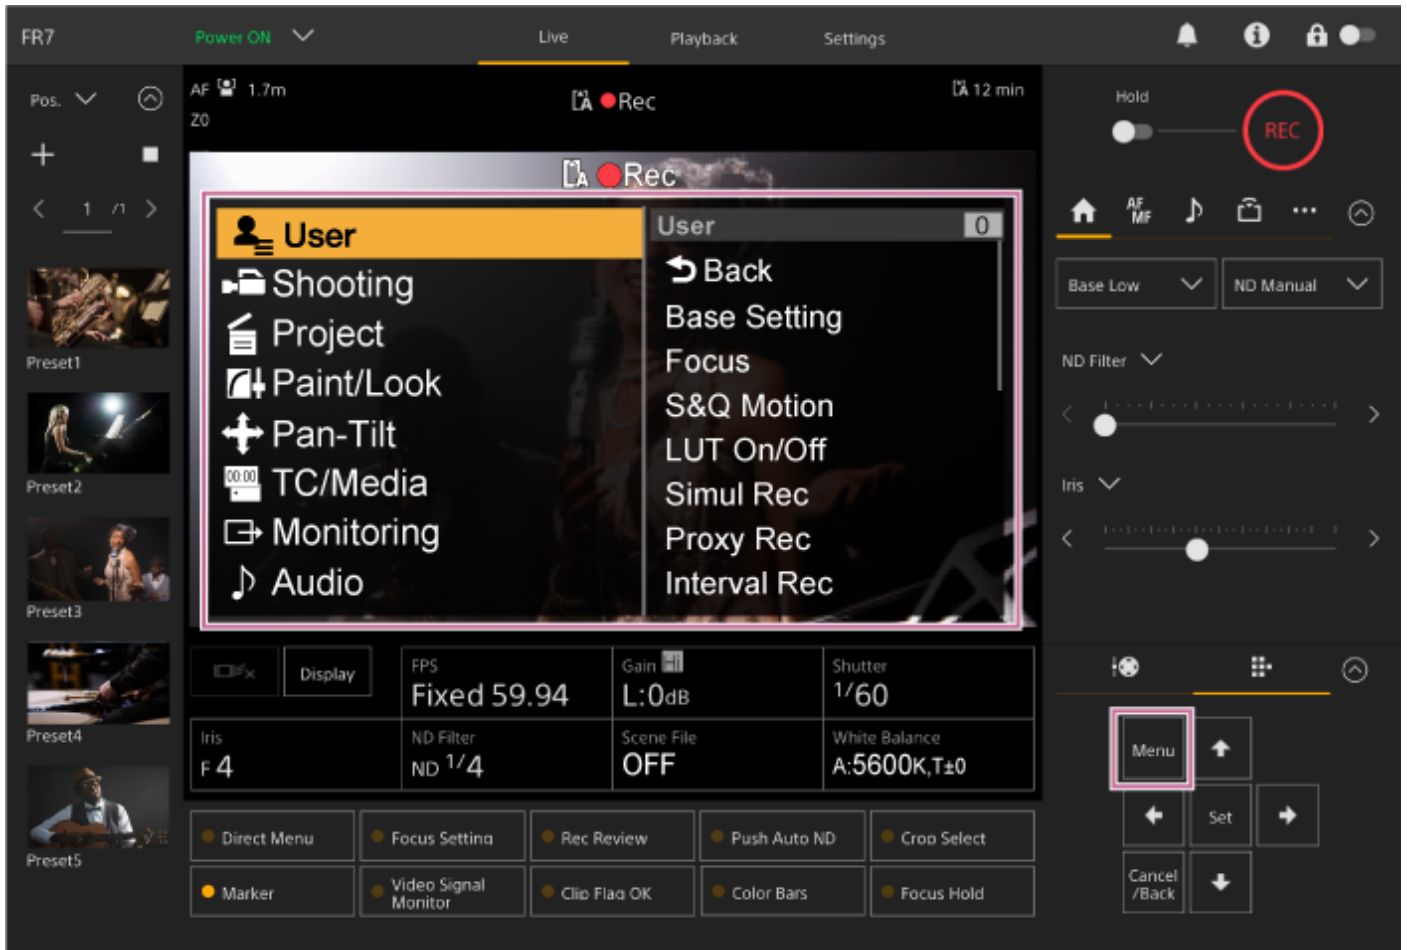 FR7
Power ON
Live
Playback
Settings
Pos.
1 /1
Preset1
Preset2
Preset3
Preset4
Preset5
AF 1.7m
Z0
A Rec
A 12 min
A Rec
User
Shooting
Project
Paint/Look
Pan-Tilt
00:00 TC/Media
Monitoring
Audio
User 0
Back
Base Setting
Focus
S&Q Motion
LUT On/Off
Simul Rec
Proxy Rec
Interval Rec
Display
FPS
Fixed 59.94
Gain H
L:0dB
Shutter
1/60
Iris
F 4
ND Filter
ND 1/4
Scene File
OFF
White Balance
A:5600K,T±0
Direct Menu
Focus Setting
Rec Review
Push Auto ND
Crop Select
Marker
Video Signal
Monitor
Clip Flag OK
Color Bars
Focus Hold
Hold
REC
AF
MF
Base Low
ND Manual
ND Filter
Iris
Menu
Set
Cancel
/Back